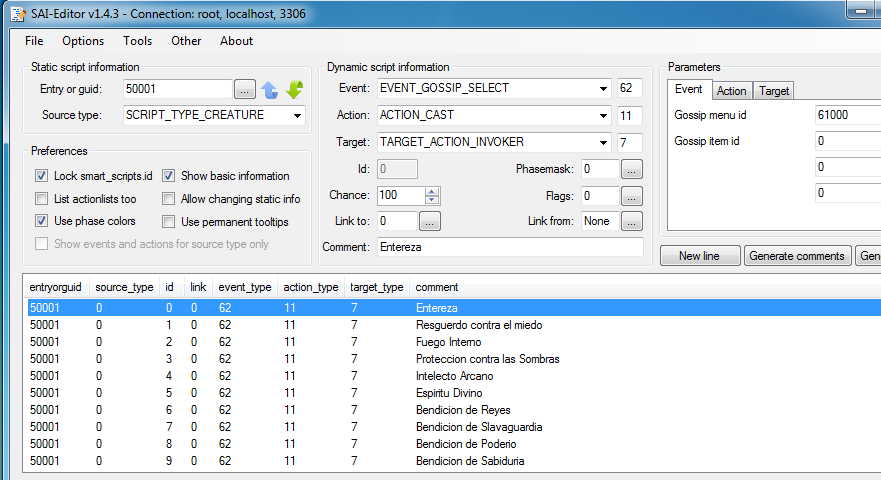 SAI-Editor v1.4.3 - Connection: root, localhost, 3306
File Options Tools Other About
Static script information
Entry or guid: 50001 ...
Source type: SCRIPT_TYPE_CREATURE
Preferences
Lock smart_scripts.id Show basic information
List actionlists too Allow changing static info
Use phase colors Use permanent tooltips
Show events and actions for source type only
Dynamic script information
Event: EVENT_GOSSIP_SELECT 62
Action: ACTION_CAST 11
Target: TARGET_ACTION_INVOKER 7
Id: 0 Phasemask: 0 ...
Chance: 100 Flags: 0 ...
Link to: 0 ... Link from: None ...
Comment: Entereza
Parameters
Event Action Target
Gossip menu id 61000
Gossip item id 0
0
0
New line Generate comments Gen
entryorguid source_type id link event_type action_type target_type comment
50001 0 0 0 62 11 7 Entereza
50001 0 1 0 62 11 7 Resguerdo contra el miedo
50001 0 2 0 62 11 7 Fuego Interno
50001 0 3 0 62 11 7 Proteccion contra las Sombras
50001 0 4 0 62 11 7 Intelecto Arcano
50001 0 5 0 62 11 7 Espiritu Divino
50001 0 6 0 62 11 7 Bendicion de Reyes
50001 0 7 0 62 11 7 Bendicion de Slavaguardia
50001 0 8 0 62 11 7 Bendicion de Poderio
50001 0 9 0 62 11 7 Bendicion de Sabiduria